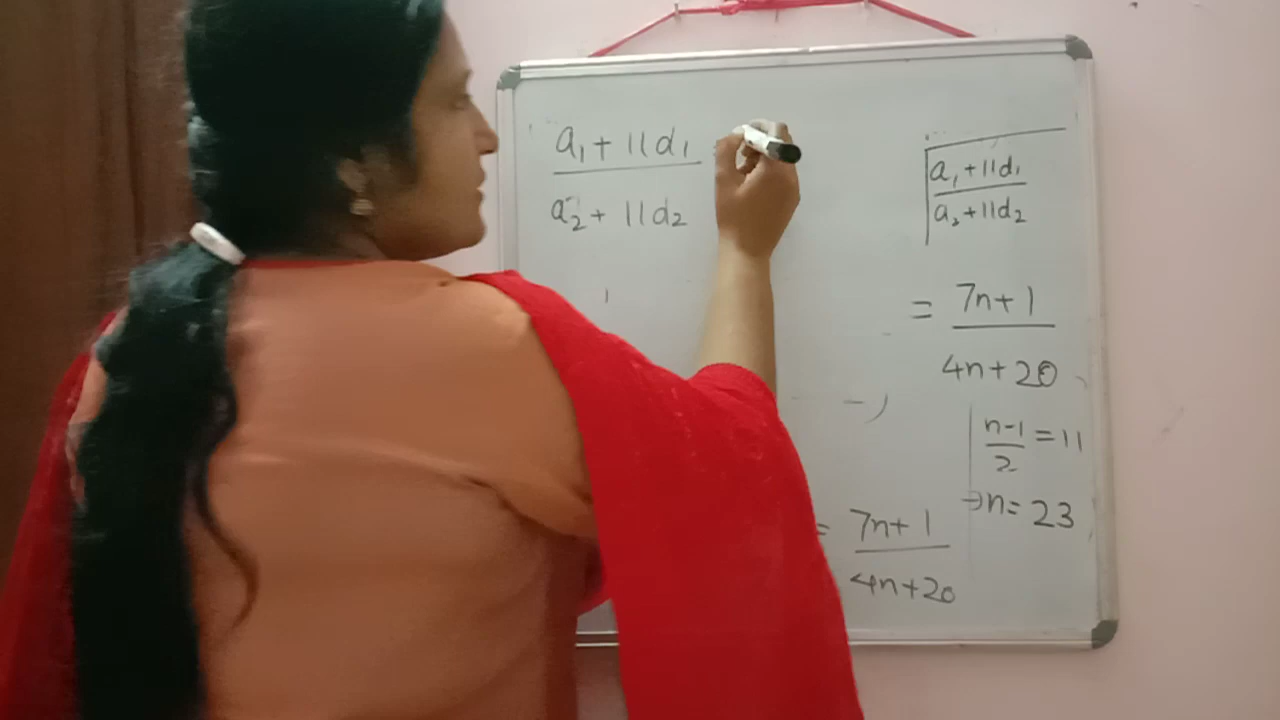 a₁ + 11d₁
a₂ + 11d₂
a₁ + 11d₁
a₂ + 11d₂
= 7n+1
4n+20
n-1
2
= 11
→ n = 23
= 7n+1
4n+20